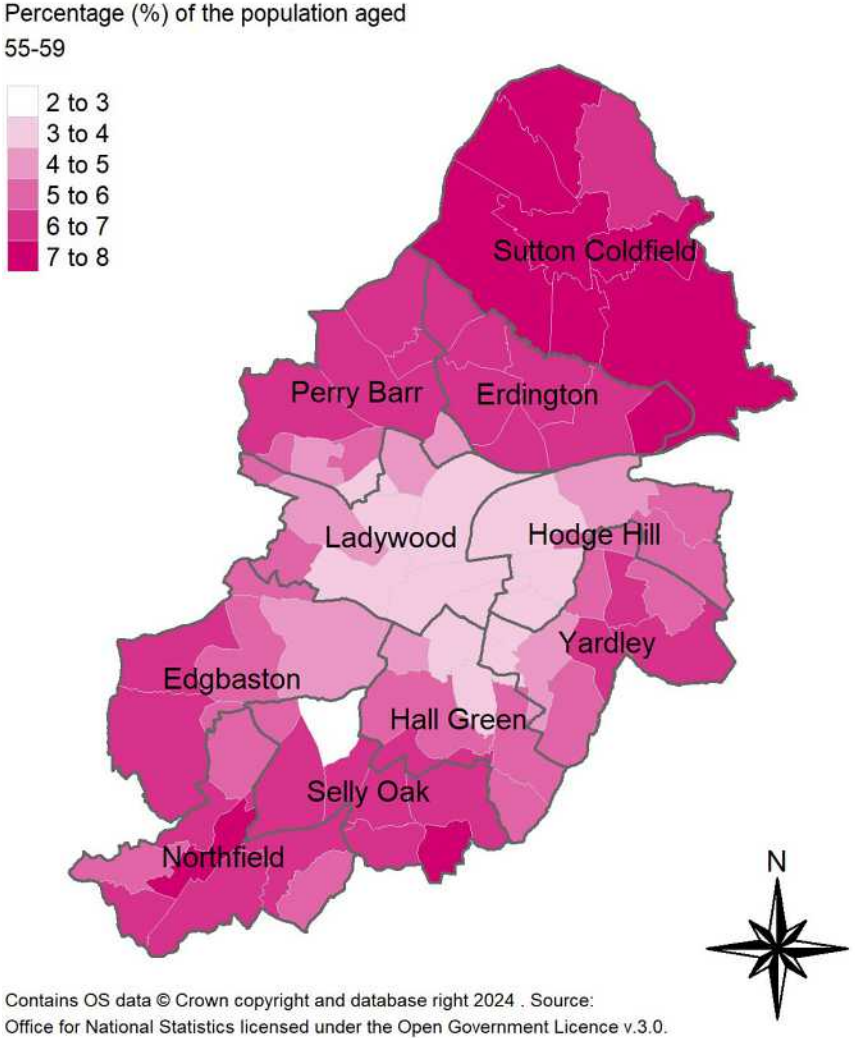 Percentage (%) of the population aged
55-59
2 to 3
3 to 4
4 to 5
5 to 6
6 to 7
7 to 8
Sutton Coldfield
Perry Barr
Erdington
Ladywood
Hodge Hill
Yardley
Edgbaston
Hall Green
Selly Oak
Northfield
N
Contains OS data © Crown copyright and database right 2024 . Source:
Office for National Statistics licensed under the Open Government Licence v.3.0.